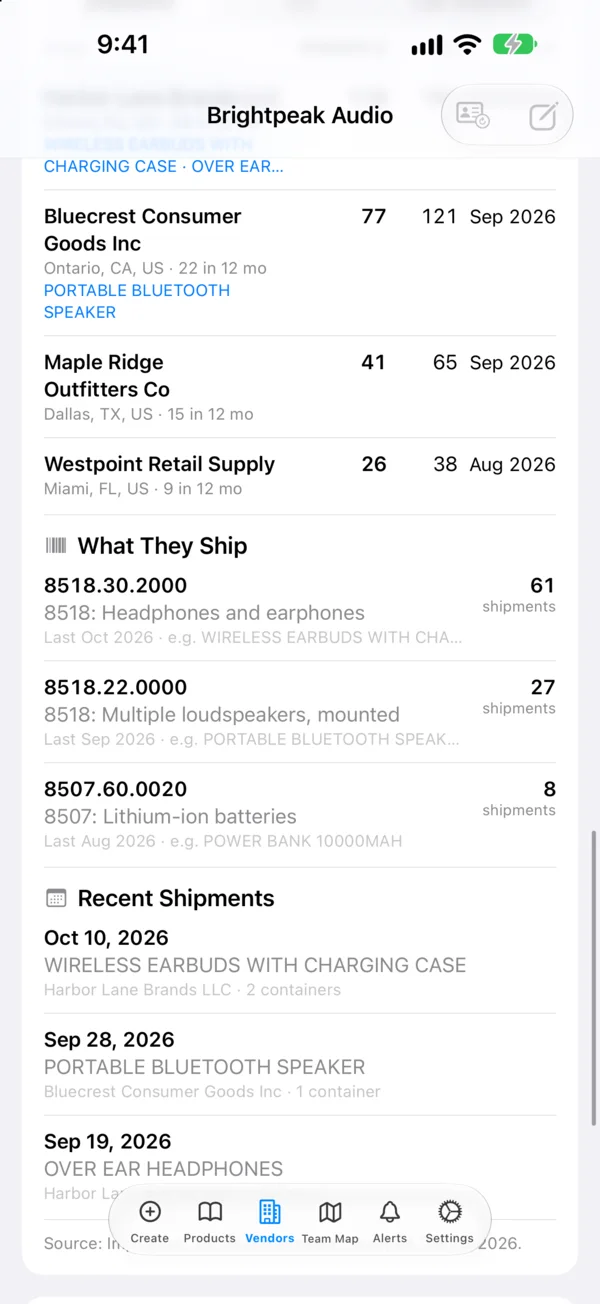 9:41
Brightpeak Audio
CHARGING CASE · OVER EAR...
Bluecrest Consumer 77 121 Sep 2026
Goods Inc
Ontario, CA, US · 22 in 12 mo
PORTABLE BLUETOOTH
SPEAKER
Maple Ridge 41 65 Sep 2026
Outfitters Co
Dallas, TX, US · 15 in 12 mo
Westpoint Retail Supply 26 38 Aug 2026
Miami, FL, US · 9 in 12 mo
What They Ship
8518.30.2000 61
8518: Headphones and earphones shipments
Last Oct 2026 · e.g. WIRELESS EARBUDS WITH CHA...
8518.22.0000 27
8518: Multiple loudspeakers, mounted shipments
Last Sep 2026 · e.g. PORTABLE BLUETOOTH SPEAK...
8507.60.0020 8
8507: Lithium-ion batteries shipments
Last Aug 2026 · e.g. POWER BANK 10000MAH
Recent Shipments
Oct 10, 2026
WIRELESS EARBUDS WITH CHARGING CASE
Harbor Lane Brands LLC · 2 containers
Sep 28, 2026
PORTABLE BLUETOOTH SPEAKER
Bluecrest Consumer Goods Inc · 1 container
Sep 19, 2026
OVER EAR HEADPHONES
Harbor
Source: 2026.
Create Products Vendors Team Map Alerts Settings